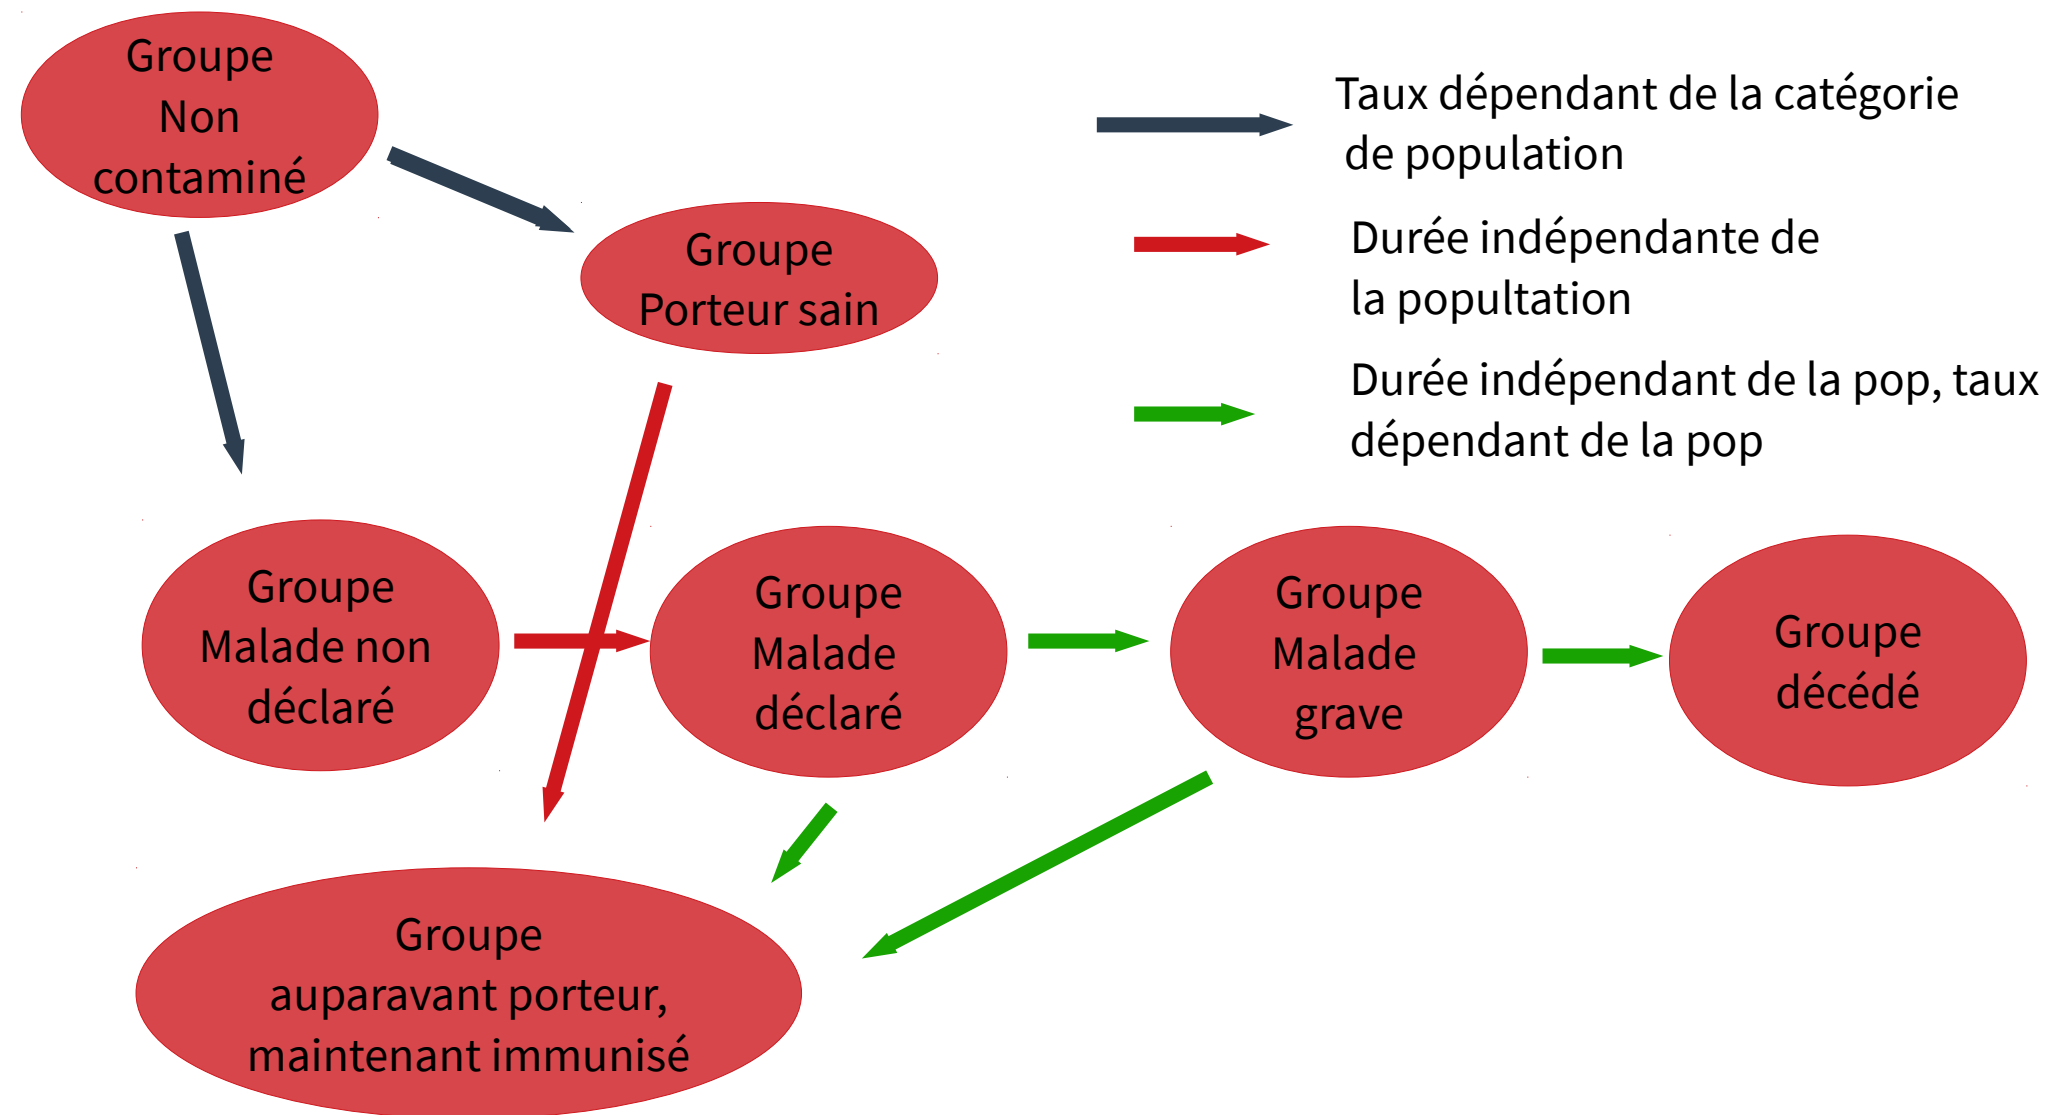 Groupe
Non
contaminé
Taux dépendant de la catégorie
de population
Groupe
Porteur sain
Durée indépendante de
la popultation
Durée indépendant de la pop, taux
dépendant de la pop
Groupe
Malade non
déclaré
Groupe
Malade
déclaré
Groupe
Malade
grave
Groupe
décédé
Groupe
auparavant porteur,
maintenant immunisé